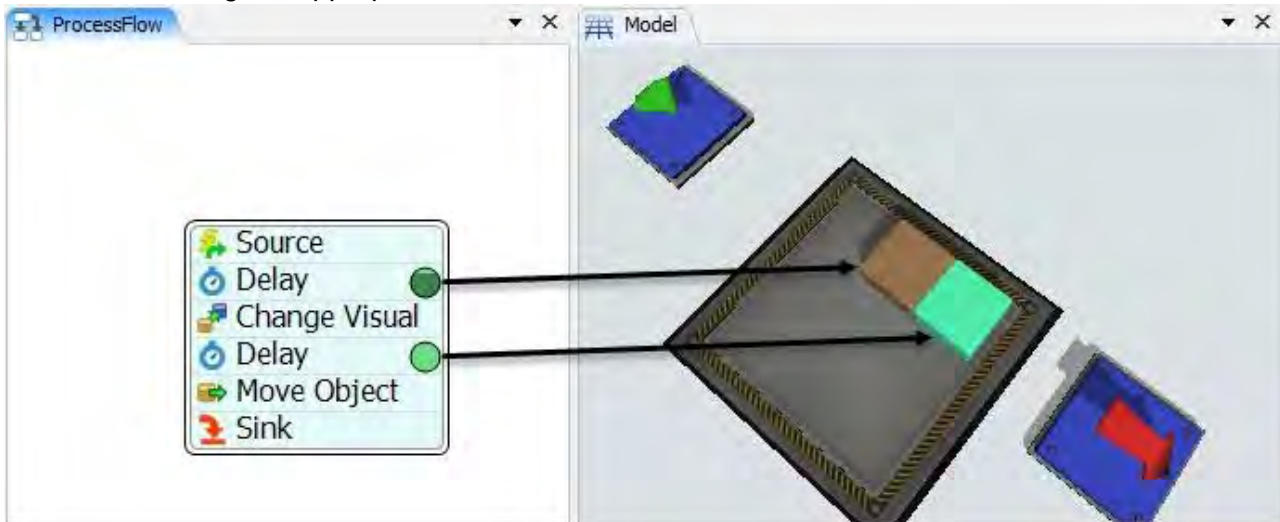 ProcessFlow
Model
Source
Delay
Change Visual
Delay
Move Object
Sink